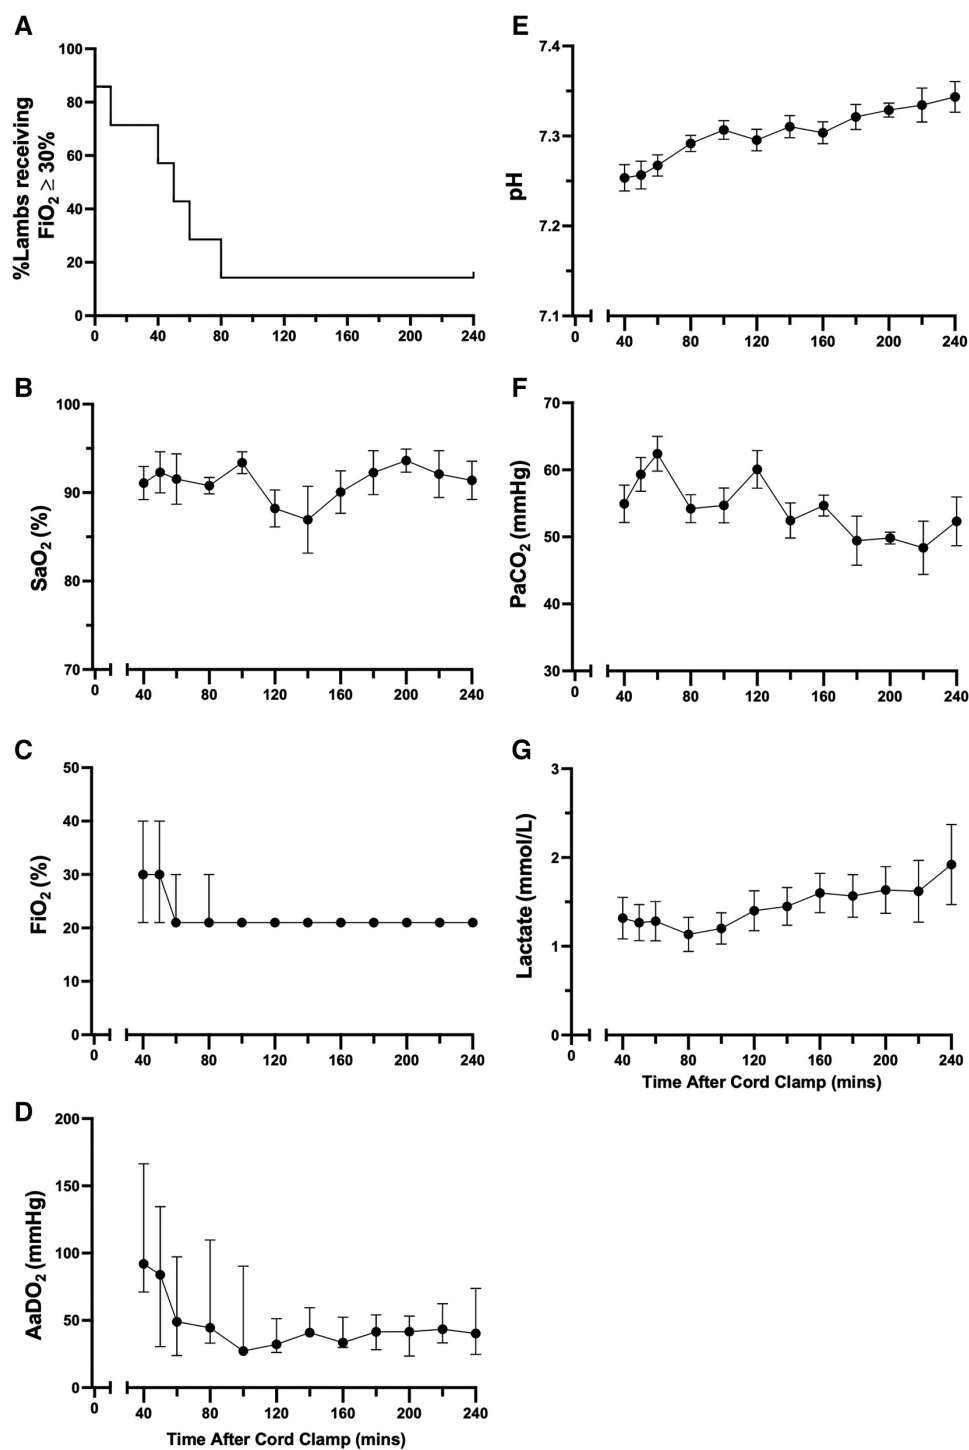 A
%Lambs receiving
FiO2 ≥ 30%
100
80
60
40
20
0
0 40 80 120 160 200 240
B
SaO2 (%)
100
90
80
70
0 40 80 120 160 200 240
C
FiO2 (%)
50
40
30
20
10
0
0 40 80 120 160 200 240
D
AaDO2 (mmHg)
200
150
100
50
0
0 40 80 120 160 200 240
Time After Cord Clamp (mins)
E
pH
7.4
7.3
7.2
7.1
0 40 80 120 160 200 240
F
PaCO2 (mmHg)
70
60
50
40
30
0 40 80 120 160 200 240
G
Lactate (mmol/L)
3
2
1
0
0 40 80 120 160 200 240
Time After Cord Clamp (mins)